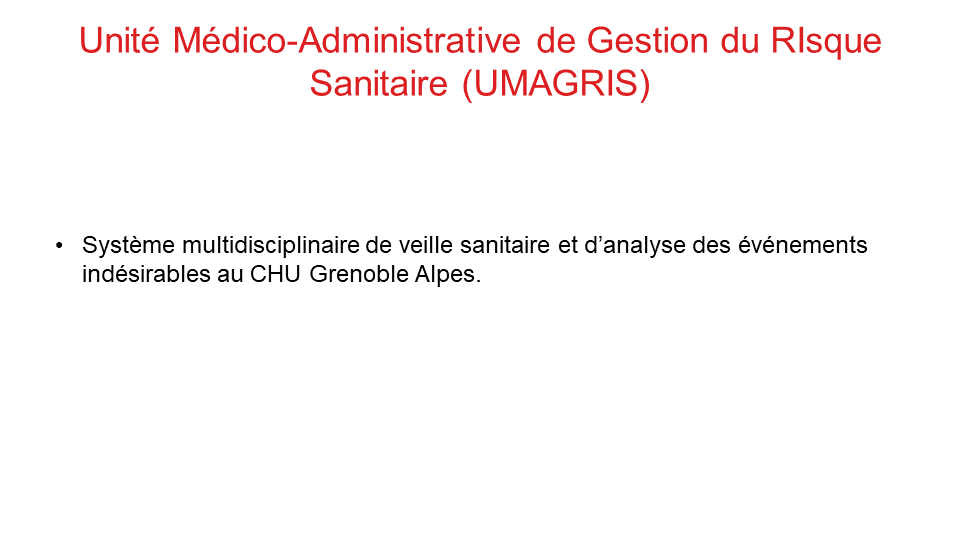 Unité Médico-Administrative de Gestion du RIsque
Sanitaire (UMAGRIS)
• Système multidisciplinaire de veille sanitaire et d’analyse des événements
indésirables au CHU Grenoble Alpes.